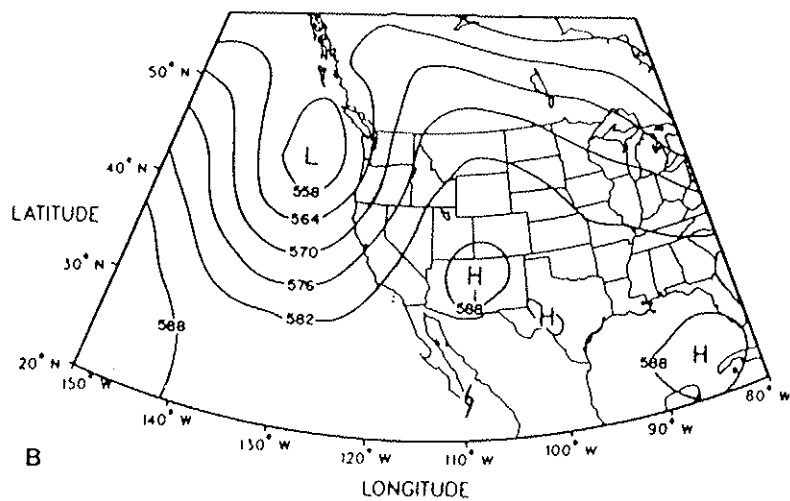 50° N
L
40° N
558
LATITUDE
564
570
30° N
H
576
588
582
588
H
588
H
20° N
150° W
80° W
140° W
90° W
130° W
100° W
120° W
110° W
B
LONGITUDE